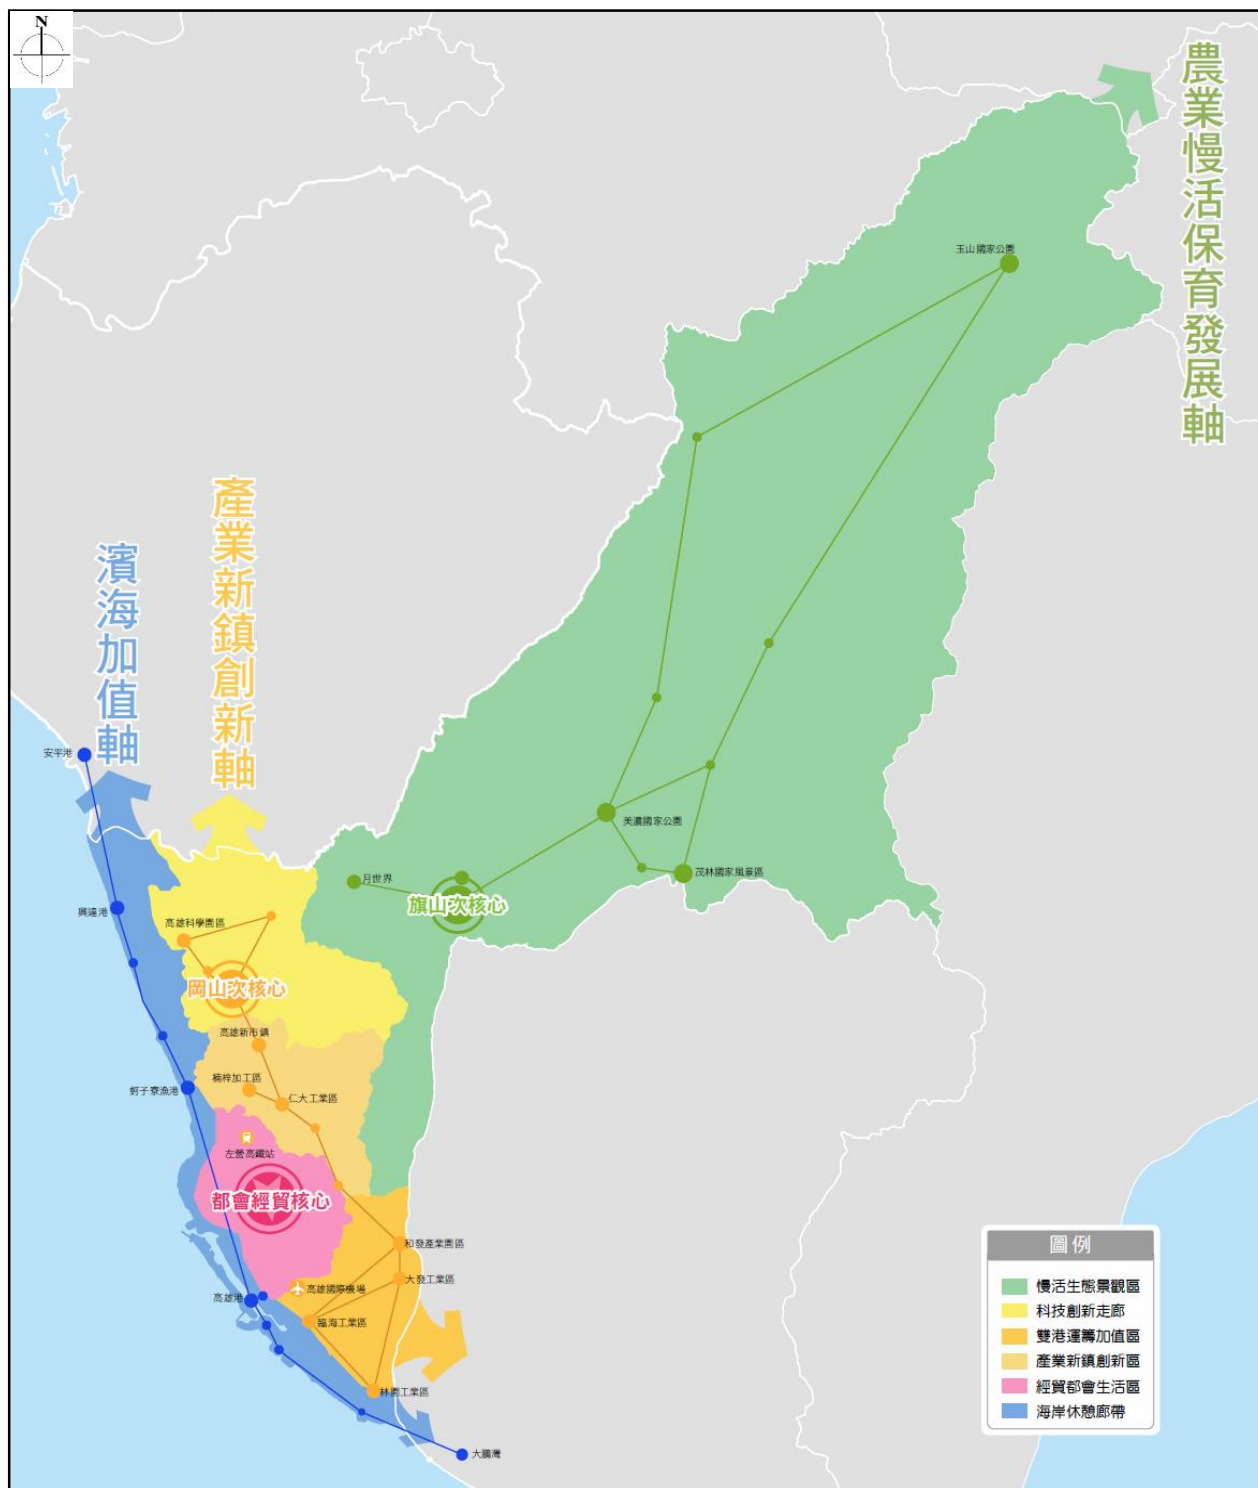 N
農業慢活保育發展軸
玉山國家公園
產業新鎮創新軸
濱海加值軸
安平港
美濃國家公園
茂林國家風景區
月世界
旗山次核心
興達港
高雄科學園區
岡山次核心
高雄新市鎮
楠梓加工區
蚵子寮漁港
仁大工業區
左營高鐵站
都會經貿核心
和發產業園區
大發工業區
高雄國際機場
高雄港
臨海工業區
林園工業區
大鵬灣
圖例
慢活生態景觀區
科技創新走廊
雙港運籌加值區
產業新鎮創新區
經貿都會生活區
海岸休憩廊帶